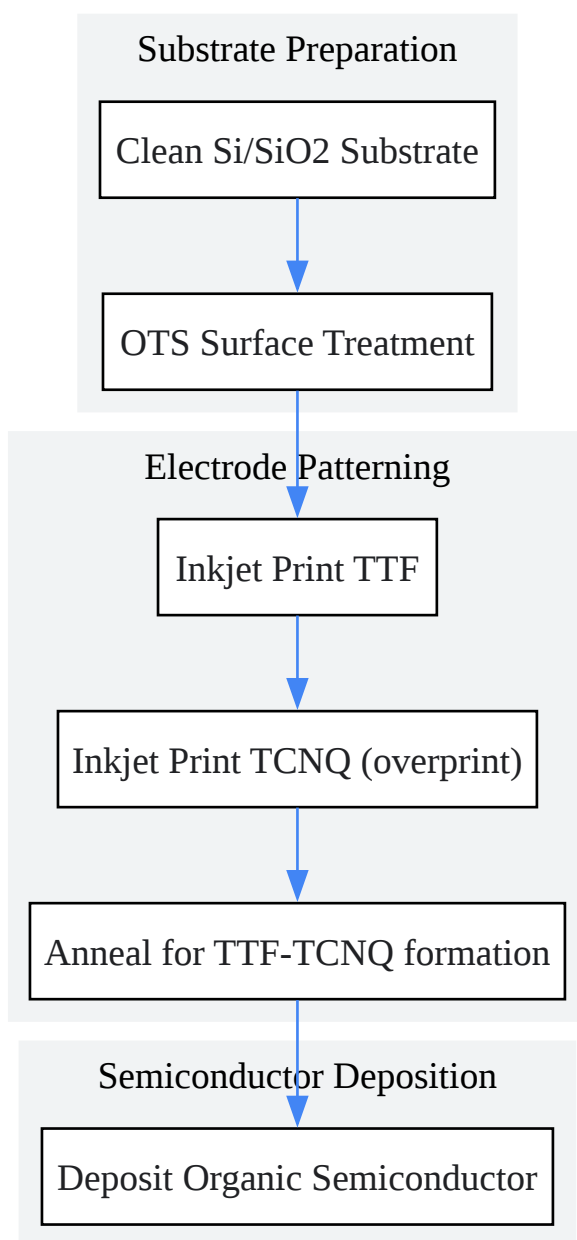 Substrate Preparation
Clean Si/SiO2 Substrate
OTS Surface Treatment
Electrode Patterning
Inkjet Print TTF
Inkjet Print TCNQ (overprint)
Anneal for TTF-TCNQ formation
Semiconductor Deposition
Deposit Organic Semiconductor